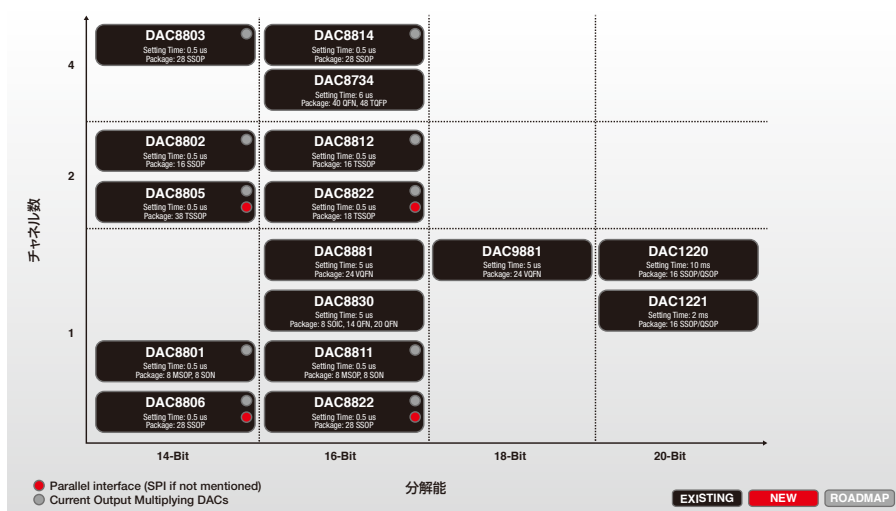 4
DAC8803
Setting Time: 0.5 us
Package: 28 SSOP
DAC8814
Setting Time: 0.5 us
Package: 28 SSOP
DAC8734
Setting Time: 6 us
Package: 40 QFN, 48 TQFP
2
DAC8802
Setting Time: 0.5 us
Package: 16 SSOP
DAC8812
Setting Time: 0.5 us
Package: 16 TSSOP
DAC8805
Setting Time: 0.5 us
Package: 38 TSSOP
DAC8822
Setting Time: 0.5 us
Package: 18 TSSOP
チャネル数
1
DAC8881
Setting Time: 5 us
Package: 24 VQFN
DAC9881
Setting Time: 5 us
Package: 24 VQFN
DAC1220
Setting Time: 10 ms
Package: 16 SSOP/QSOP
DAC8830
Setting Time: 5 us
Package: 8 SOIC, 14 QFN, 20 QFN
DAC1221
Setting Time: 2 ms
Package: 16 SSOP/QSOP
DAC8801
Setting Time: 0.5 us
Package: 8 MSOP, 8 SON
DAC8811
Setting Time: 0.5 us
Package: 8 MSOP, 8 SON
DAC8806
Setting Time: 0.5 us
Package: 28 SSOP
DAC8822
Setting Time: 0.5 us
Package: 28 SSOP
14-Bit
16-Bit
18-Bit
20-Bit
分解能
Parallel interface (SPI if not mentioned)
Current Output Multiplying DACs
EXISTING
NEW
ROADMAP